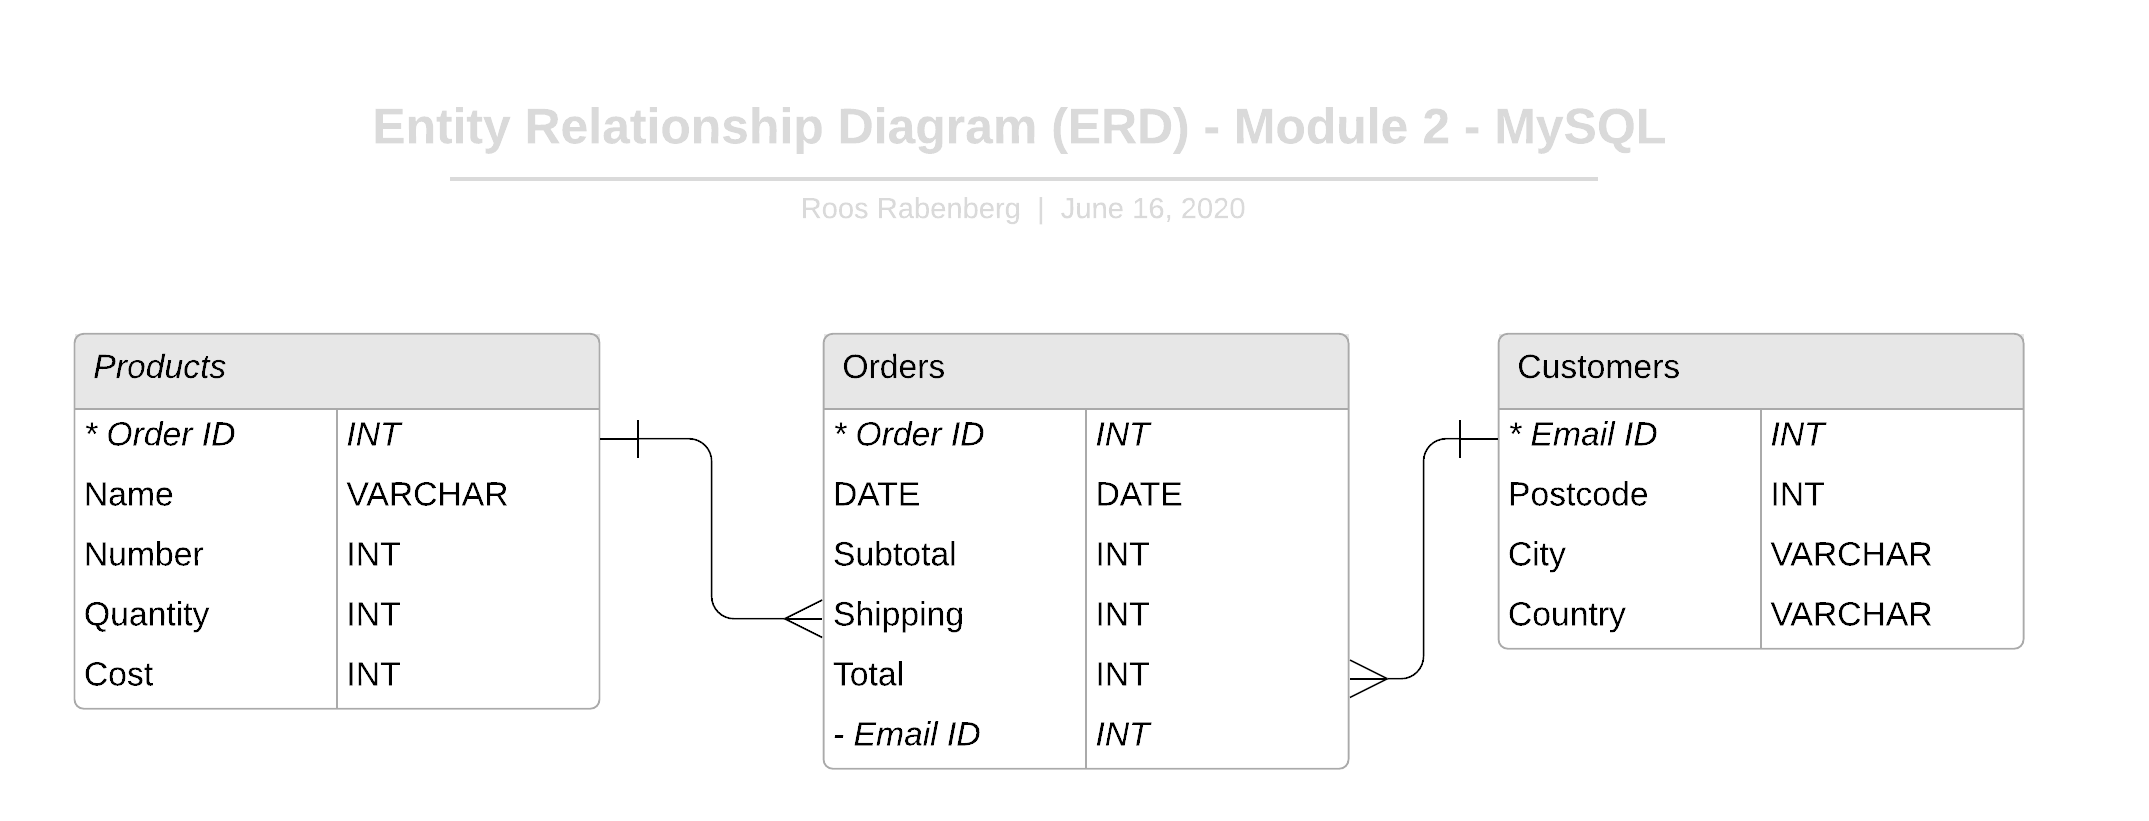 Entity Relationship Diagram (ERD) - Module 2 - MySQL
Roos Rabenberg | June 16, 2020
Products
* Order ID INT
Name VARCHAR
Number INT
Quantity INT
Cost INT
Orders
* Order ID INT
DATE DATE
Subtotal INT
Shipping INT
Total INT
- Email ID INT
Customers
* Email ID INT
Postcode INT
City VARCHAR
Country VARCHAR